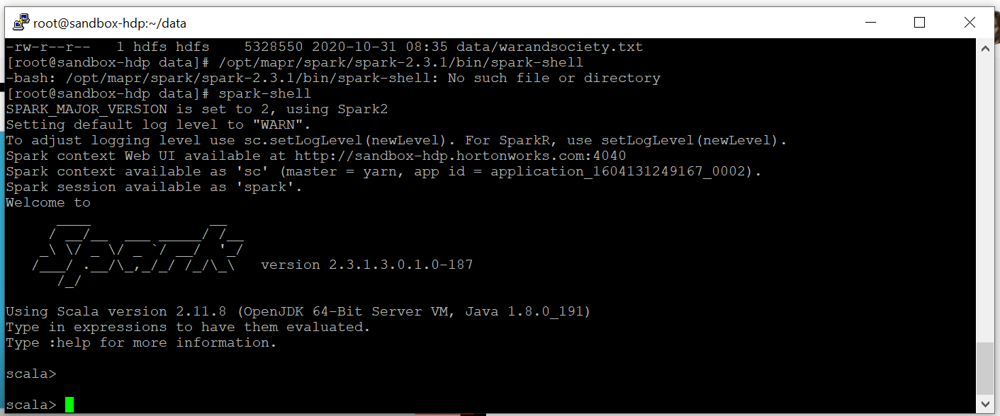 root@sandbox-hdp:~/data
-rw-r--r--   1 hdfs hdfs    5328550 2020-10-31 08:35 data/warandsociety.txt
[root@sandbox-hdp data]# /opt/mapr/spark/spark-2.3.1/bin/spark-shell
-bash: /opt/mapr/spark/spark-2.3.1/bin/spark-shell: No such file or directory
[root@sandbox-hdp data]# spark-shell
SPARK_MAJOR_VERSION is set to 2, using Spark2
Setting default log level to "WARN".
To adjust logging level use sc.setLogLevel(newLevel). For SparkR, use setLogLevel(newLevel).
Spark context Web UI available at http://sandbox-hdp.hortonworks.com:4040
Spark context available as 'sc' (master = yarn, app id = application_1604131249167_0002).
Spark session available as 'spark'.
Welcome to
      ____              __
     / __/__  ___ _____/ /__
    _\ \/ _ \/ _ `/ __/  '_/
   /___/ .__/\_,_/_/ /_/\_\   version 2.3.1.3.0.1.0-187
      /_/
Using Scala version 2.11.8 (OpenJDK 64-Bit Server VM, Java 1.8.0_191)
Type in expressions to have them evaluated.
Type :help for more information.
scala>
scala>